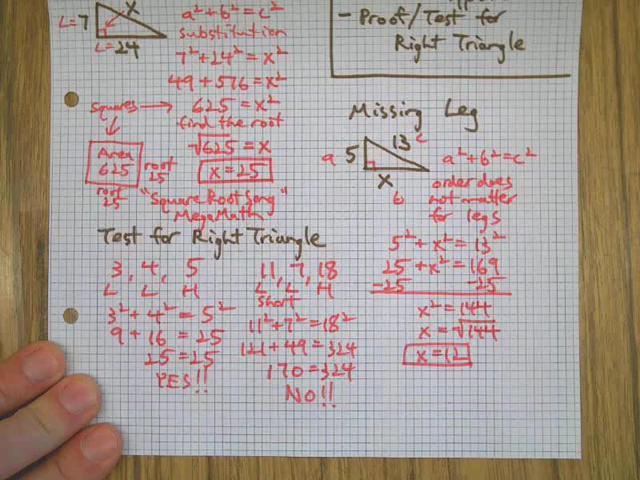 L=7
x
L=24
a²+b²=c²
substitution
7²+24²=x²
49+576=x²
squares → 625=x²
find the root
√625=x
x=25
Area
625
root
25
root
25
"Square Root Song"
MegaMath
- Proof/Test for
Right Triangle
Missing Leg
13 c
a 5
x
b
a²+b²=c²
order does
not matter
for legs
5²+x²=13²
25+x²=169
-25 -25
x²=144
x=√144
x=12
Test for Right Triangle
3, 4, 5
L L H
3²+4²=5²
9+16=25
25=25
YES!!
11, 7, 18
L L H
short
11²+7²=18²
121+49=324
170=324
NO!!